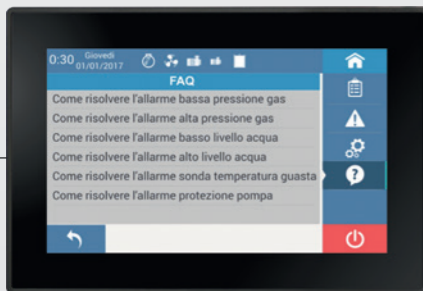 0:30 Giovedì
01/01/2017
FAQ
Come risolvere l'allarme bassa pressione gas
Come risolvere l'allarme alta pressione gas
Come risolvere l'allarme basso livello acqua
Come risolvere l'allarme alto livello acqua
Come risolvere l'allarme sonda temperatura guasta
Come risolvere l'allarme protezione pompa